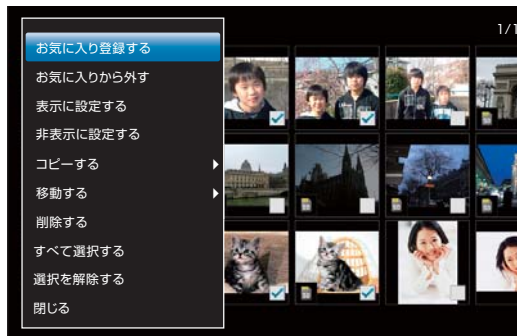 お気に入り登録する
1/1
お気に入りから外す
表示に設定する
非表示に設定する
コピーする
移動する
削除する
すべて選択する
選択を解除する
閉じる